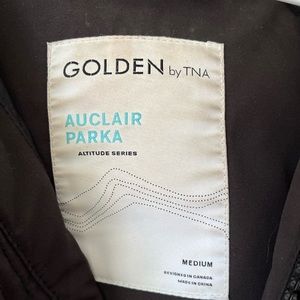 GOLDEN by TNA
AUCLAIR
PARKA
ALTITUDE SERIES
MEDIUM
DESIGNED IN CANADA
MADE IN CHINA